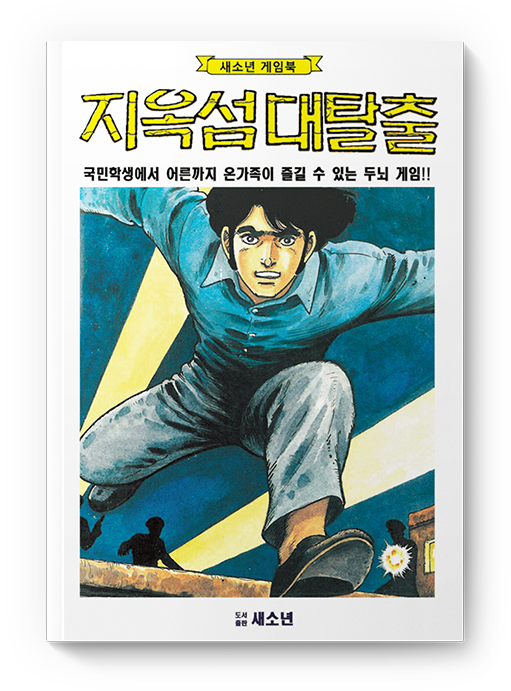 새소년 게임북
지옥섬 대탈출
국민학생에서 어른까지 온가족이 즐길 수 있는 두뇌 게임!!
도서
출판 새소년